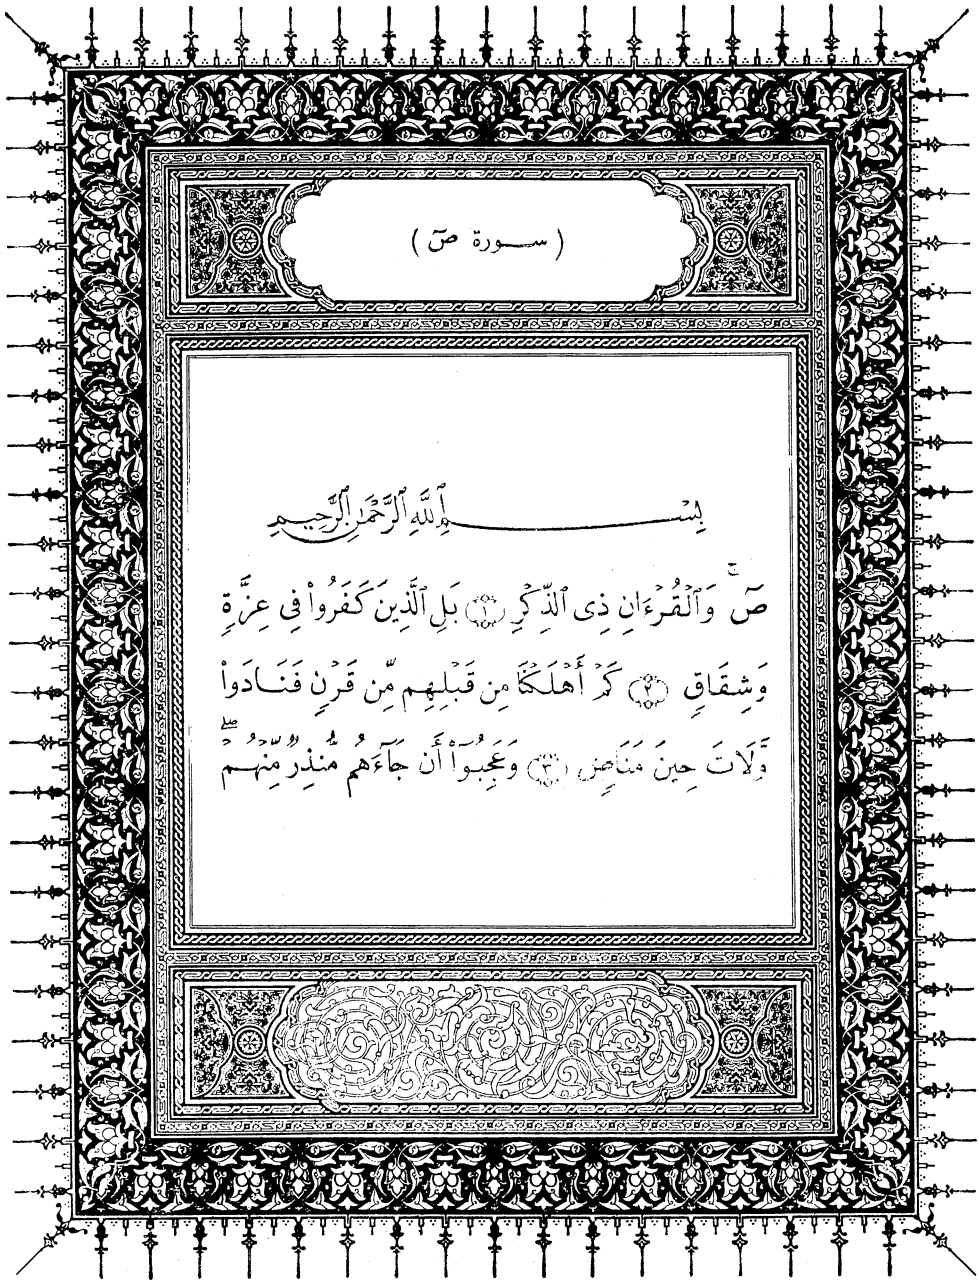 ( سورة صٓ )
بِسْمِ ٱللَّهِ ٱلرَّحْمَٰنِ ٱلرَّحِيمِ
صٓ ۚ وَٱلْقُرْءَانِ ذِى ٱلذِّكْرِ ﴿١﴾ بَلِ ٱلَّذِينَ كَفَرُوا۟ فِى عِزَّةٍ
وَشِقَاقٍ ﴿٢﴾ كَمْ أَهْلَكْنَا مِن قَبْلِهِم مِّن قَرْنٍ فَنَادَوا۟
وَّلَاتَ حِينَ مَنَاصٍ ﴿٣﴾ وَعَجِبُوٓا۟ أَن جَآءَهُم مُّنذِرٌ مِّنْهُمْ ۖ